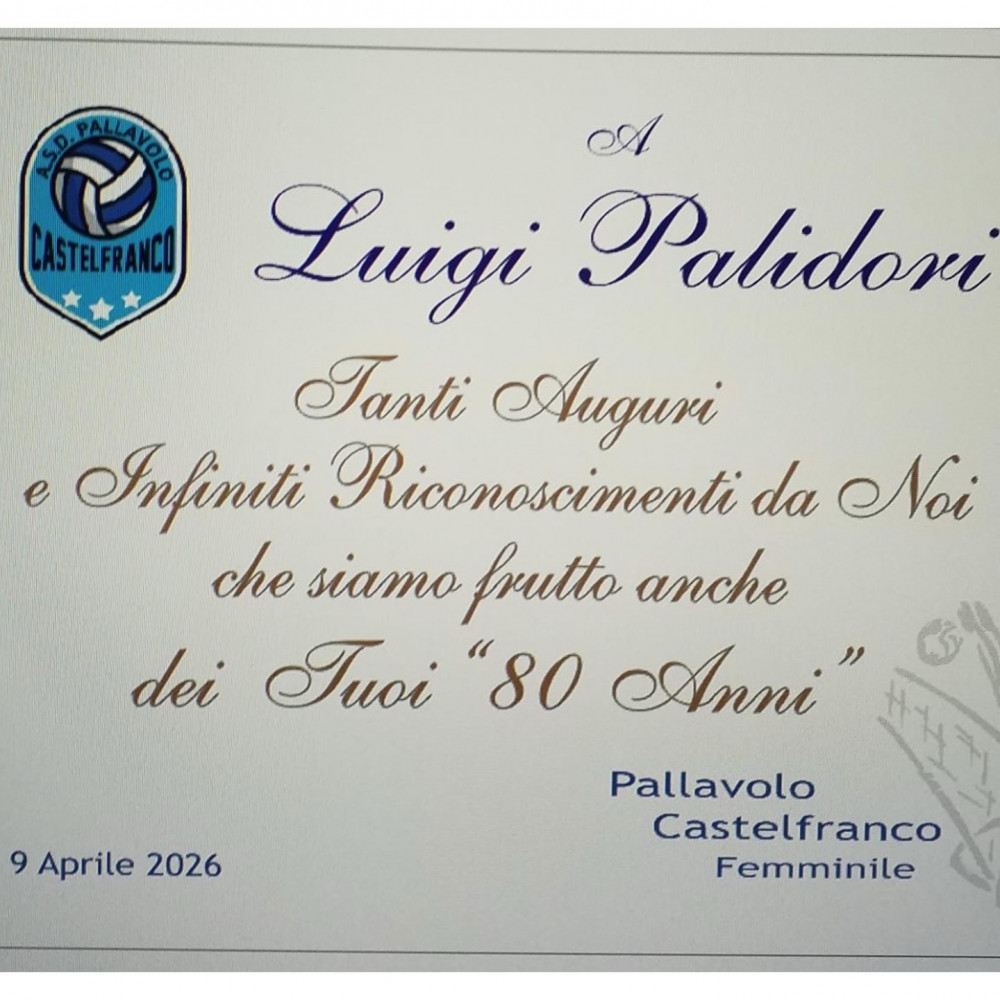 A.S.D. PALLAVOLO
CASTELFRANCO
A
Luigi Palidori
Tanti Auguri
e Infiniti Riconoscimenti da Noi
che siamo frutto anche
dei Tuoi “80 Anni”
Pallavolo
Castelfranco
Femminile
9 Aprile 2026